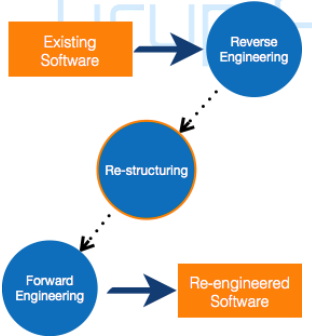 Existing
Software
Reverse
Engineering
Re-structuring
Forward
Engineering
Re-engineered
Software